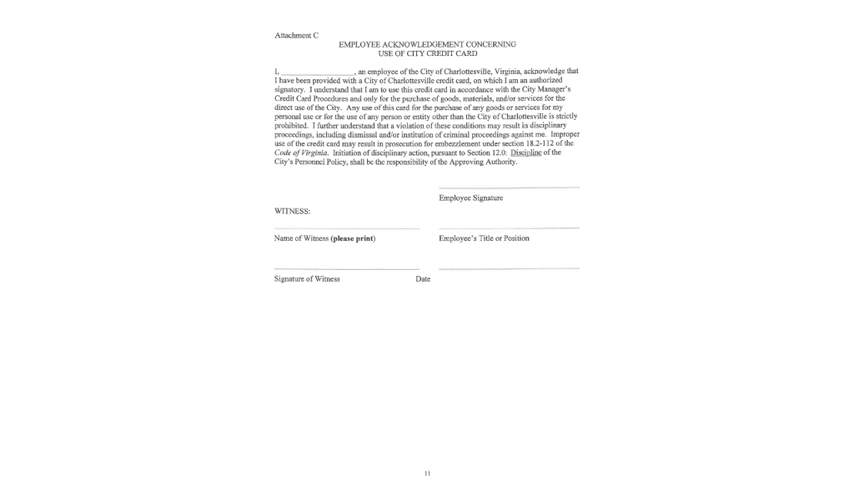 Attachment C
EMPLOYEE ACKNOWLEDGEMENT CONCERNING
USE OF CITY CREDIT CARD
I, ____________________, an employee of the City of Charlottesville, Virginia, acknowledge that
I have been provided with a City of Charlottesville credit card, on which I am an authorized
signatory. I understand that I am to use this credit card in accordance with the City Manager's
Credit Card Procedures and only for the purchase of goods, materials, and/or services for the
direct use of the City. Any use of this card for the purchase of any goods or services for my
personal use or for the use of any person or entity other than the City of Charlottesville is strictly
prohibited. I further understand that a violation of these conditions may result in disciplinary
proceedings, including dismissal and/or institution of criminal proceedings against me. Improper
use of the credit card may result in prosecution for embezzlement under section 18.2-112 of the
Code of Virginia. Initiation of disciplinary action, pursuant to Section 12.0: Discipline of the
City's Personnel Policy, shall be the responsibility of the Approving Authority.
Employee Signature
WITNESS:
Name of Witness (please print) Employee's Title or Position
Signature of Witness Date
11